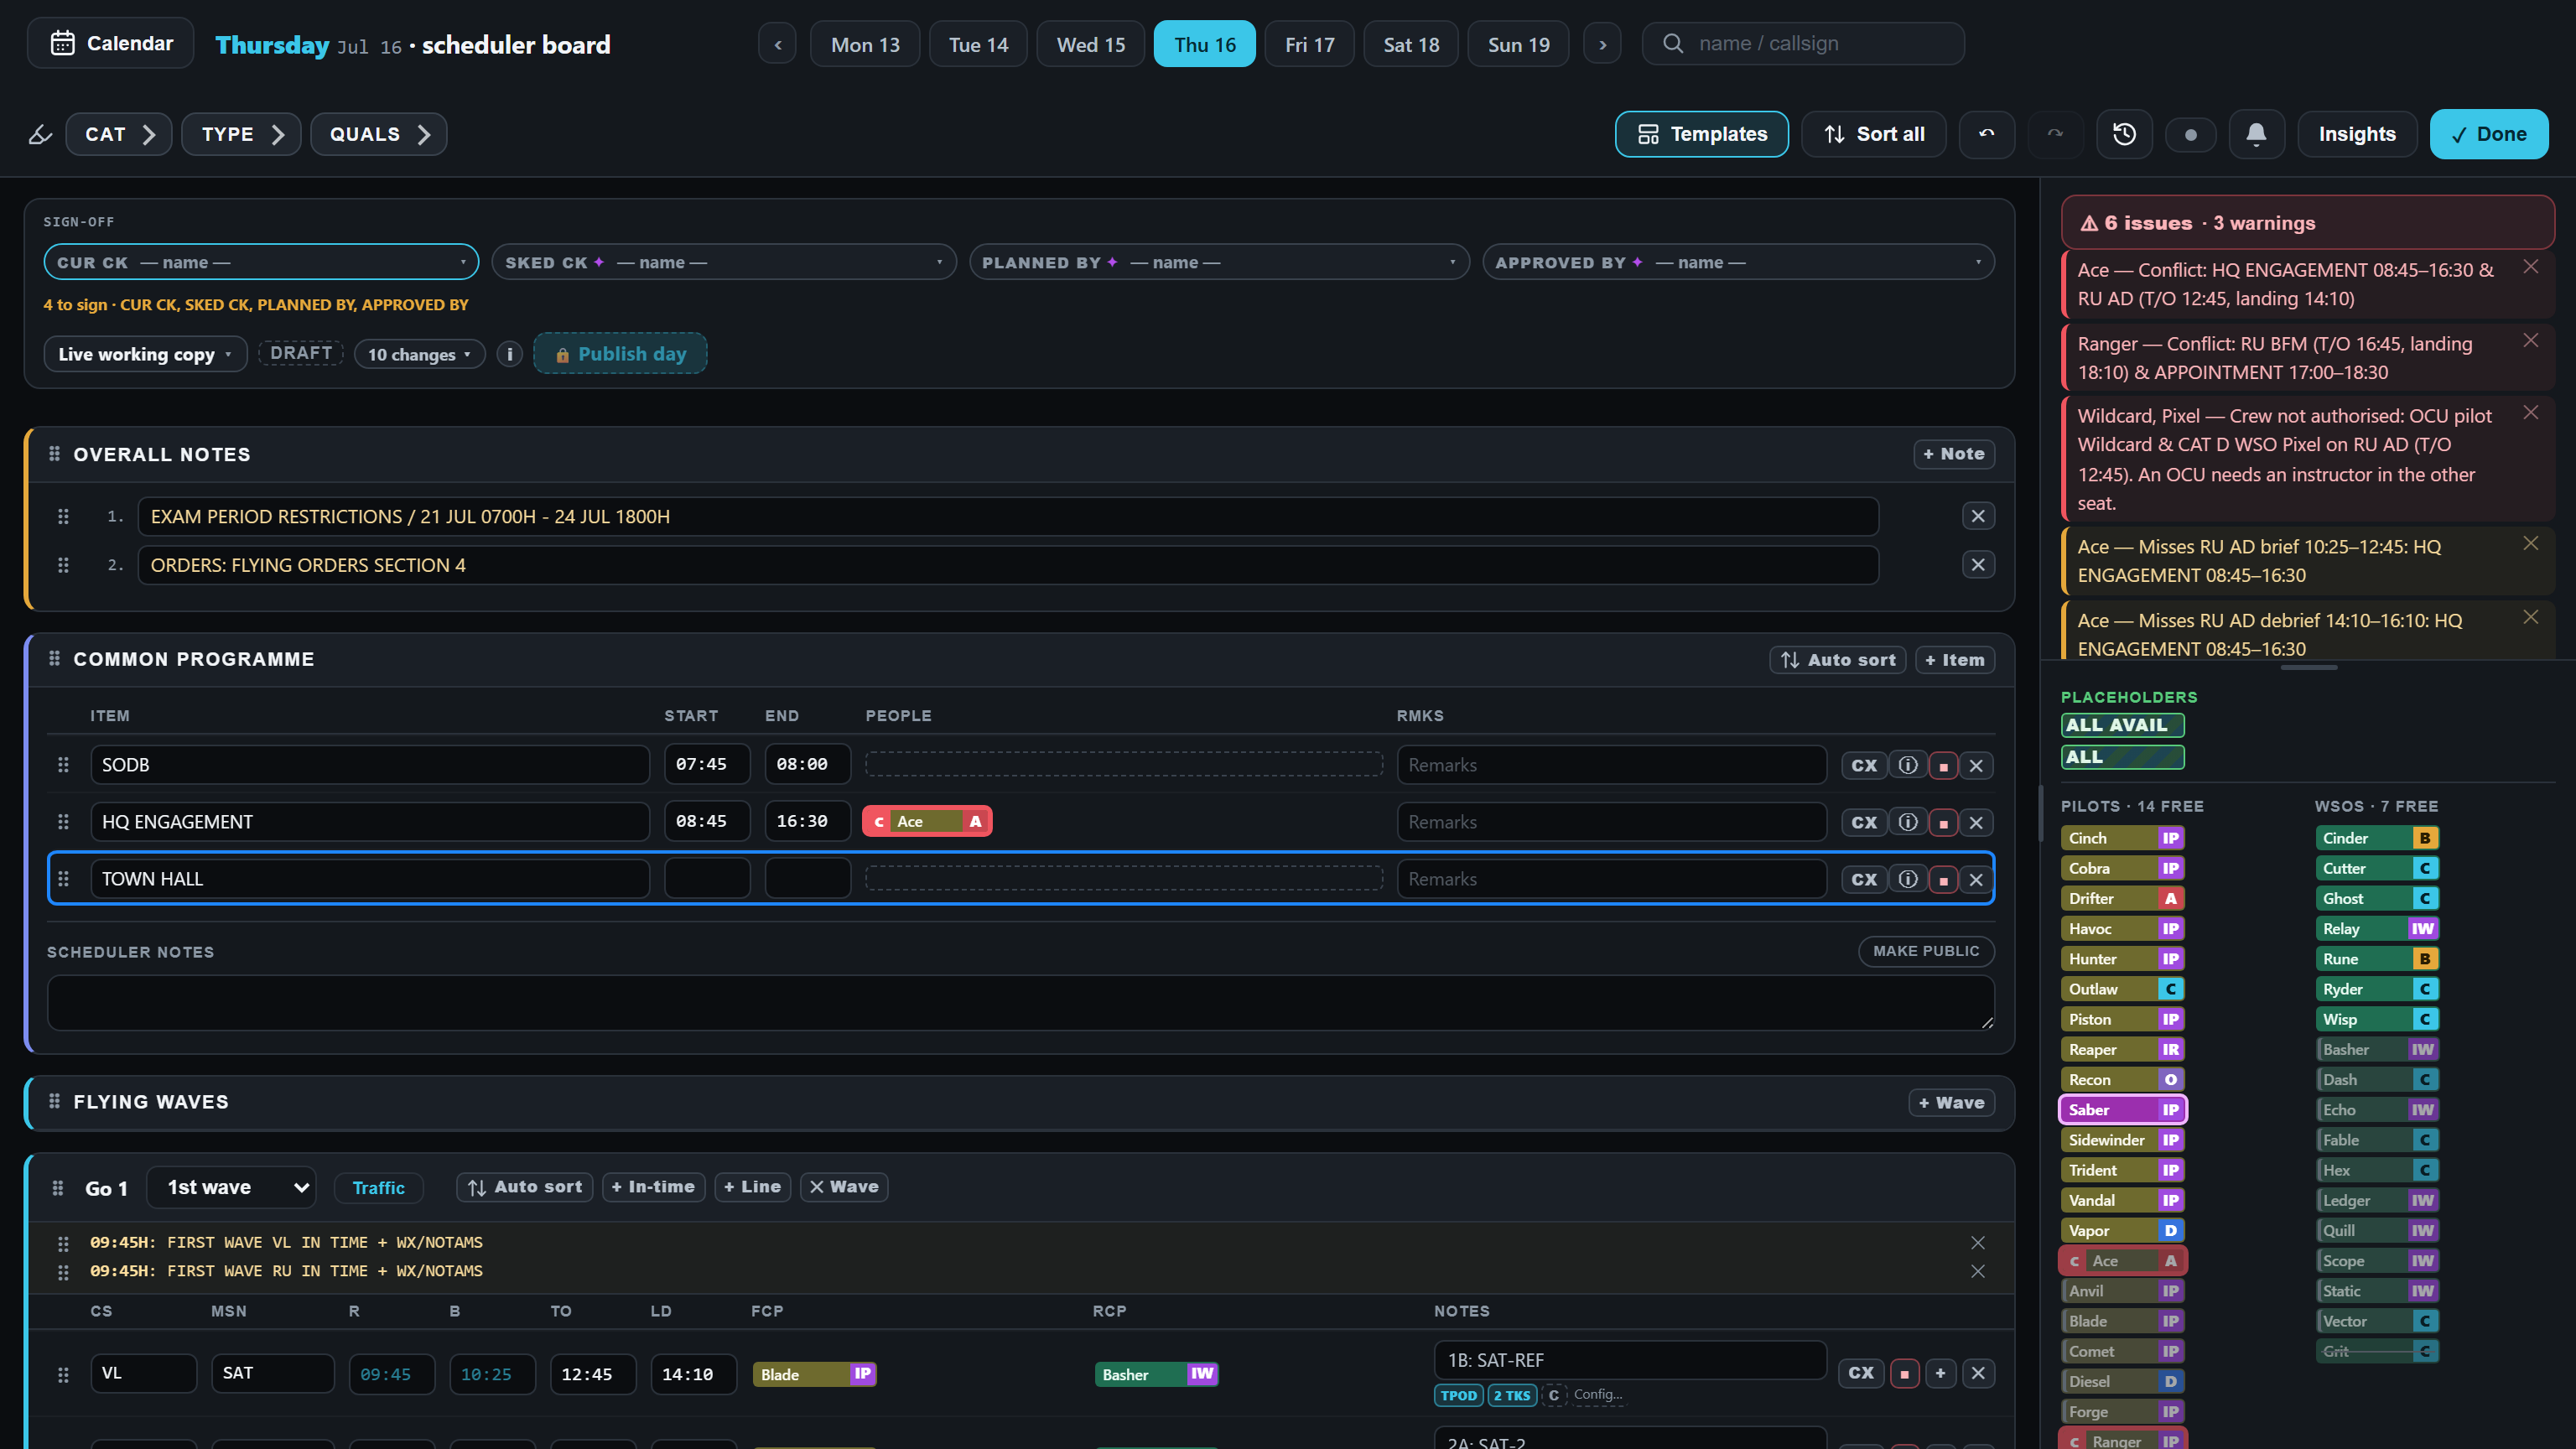 Calendar
Thursday Jul 16 · scheduler board
‹ Mon 13 Tue 14 Wed 15 Thu 16 Fri 17 Sat 18 Sun 19 ›
name / callsign
CAT TYPE QUALS
Templates Sort all Insights ✓ Done
SIGN-OFF
CUR CK — name —
SKED CK ✦ — name —
PLANNED BY ✦ — name —
APPROVED BY ✦ — name —
4 to sign · CUR CK, SKED CK, PLANNED BY, APPROVED BY
Live working copy DRAFT 10 changes i Publish day
OVERALL NOTES + Note
1. EXAM PERIOD RESTRICTIONS / 21 JUL 0700H - 24 JUL 1800H
2. ORDERS: FLYING ORDERS SECTION 4
COMMON PROGRAMME Auto sort + Item
ITEM START END PEOPLE RMKS
SODB 07:45 08:00 Remarks CX
HQ ENGAGEMENT 08:45 16:30 C Ace A Remarks CX
TOWN HALL Remarks CX
SCHEDULER NOTES MAKE PUBLIC
FLYING WAVES + Wave
Go 1 1st wave Traffic Auto sort + In-time + Line ✕ Wave
09:45H: FIRST WAVE VL IN TIME + WX/NOTAMS
09:45H: FIRST WAVE RU IN TIME + WX/NOTAMS
CS MSN R B TO LD FCP RCP NOTES
VL SAT 09:45 10:25 12:45 14:10 Blade IP Basher IW 1B: SAT-REF CX
TPOD 2 TKS C Config...
2A: SAT-2
6 issues · 3 warnings
Ace — Conflict: HQ ENGAGEMENT 08:45–16:30 &
RU AD (T/O 12:45, landing 14:10)
Ranger — Conflict: RU BFM (T/O 16:45, landing
18:10) & APPOINTMENT 17:00–18:30
Wildcard, Pixel — Crew not authorised: OCU pilot
Wildcard & CAT D WSO Pixel on RU AD (T/O
12:45). An OCU needs an instructor in the other
seat.
Ace — Misses RU AD brief 10:25–12:45: HQ
ENGAGEMENT 08:45–16:30
Ace — Misses RU AD debrief 14:10–16:10: HQ
ENGAGEMENT 08:45–16:30
PLACEHOLDERS
ALL AVAIL
ALL
PILOTS · 14 FREE
Cinch IP
Cobra IP
Drifter A
Havoc IP
Hunter IP
Outlaw C
Piston IP
Reaper IR
Recon O
Saber IP
Sidewinder IP
Trident IP
Vandal IP
Vapor D
C Ace A
Anvil IP
Blade IP
Comet IP
Diesel D
Forge IP
C Ranger IP
WSOS · 7 FREE
Cinder B
Cutter C
Ghost C
Relay IW
Rune B
Ryder C
Wisp C
Basher IW
Dash C
Echo IW
Fable C
Hex C
Ledger IW
Quill IW
Scope IW
Static IW
Vector C
Grit C